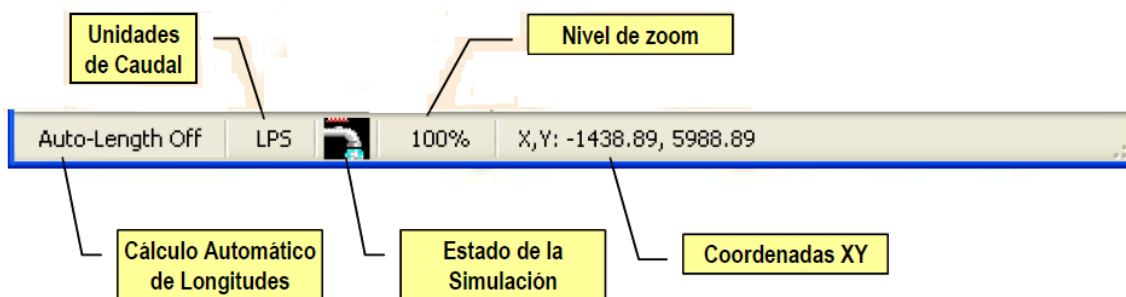 Unidades
de Caudal
Nivel de zoom
Auto-Length Off LPS 100% X,Y: -1438.89, 5988.89
Cálculo Automático
de Longitudes
Estado de la
Simulación
Coordenadas XY